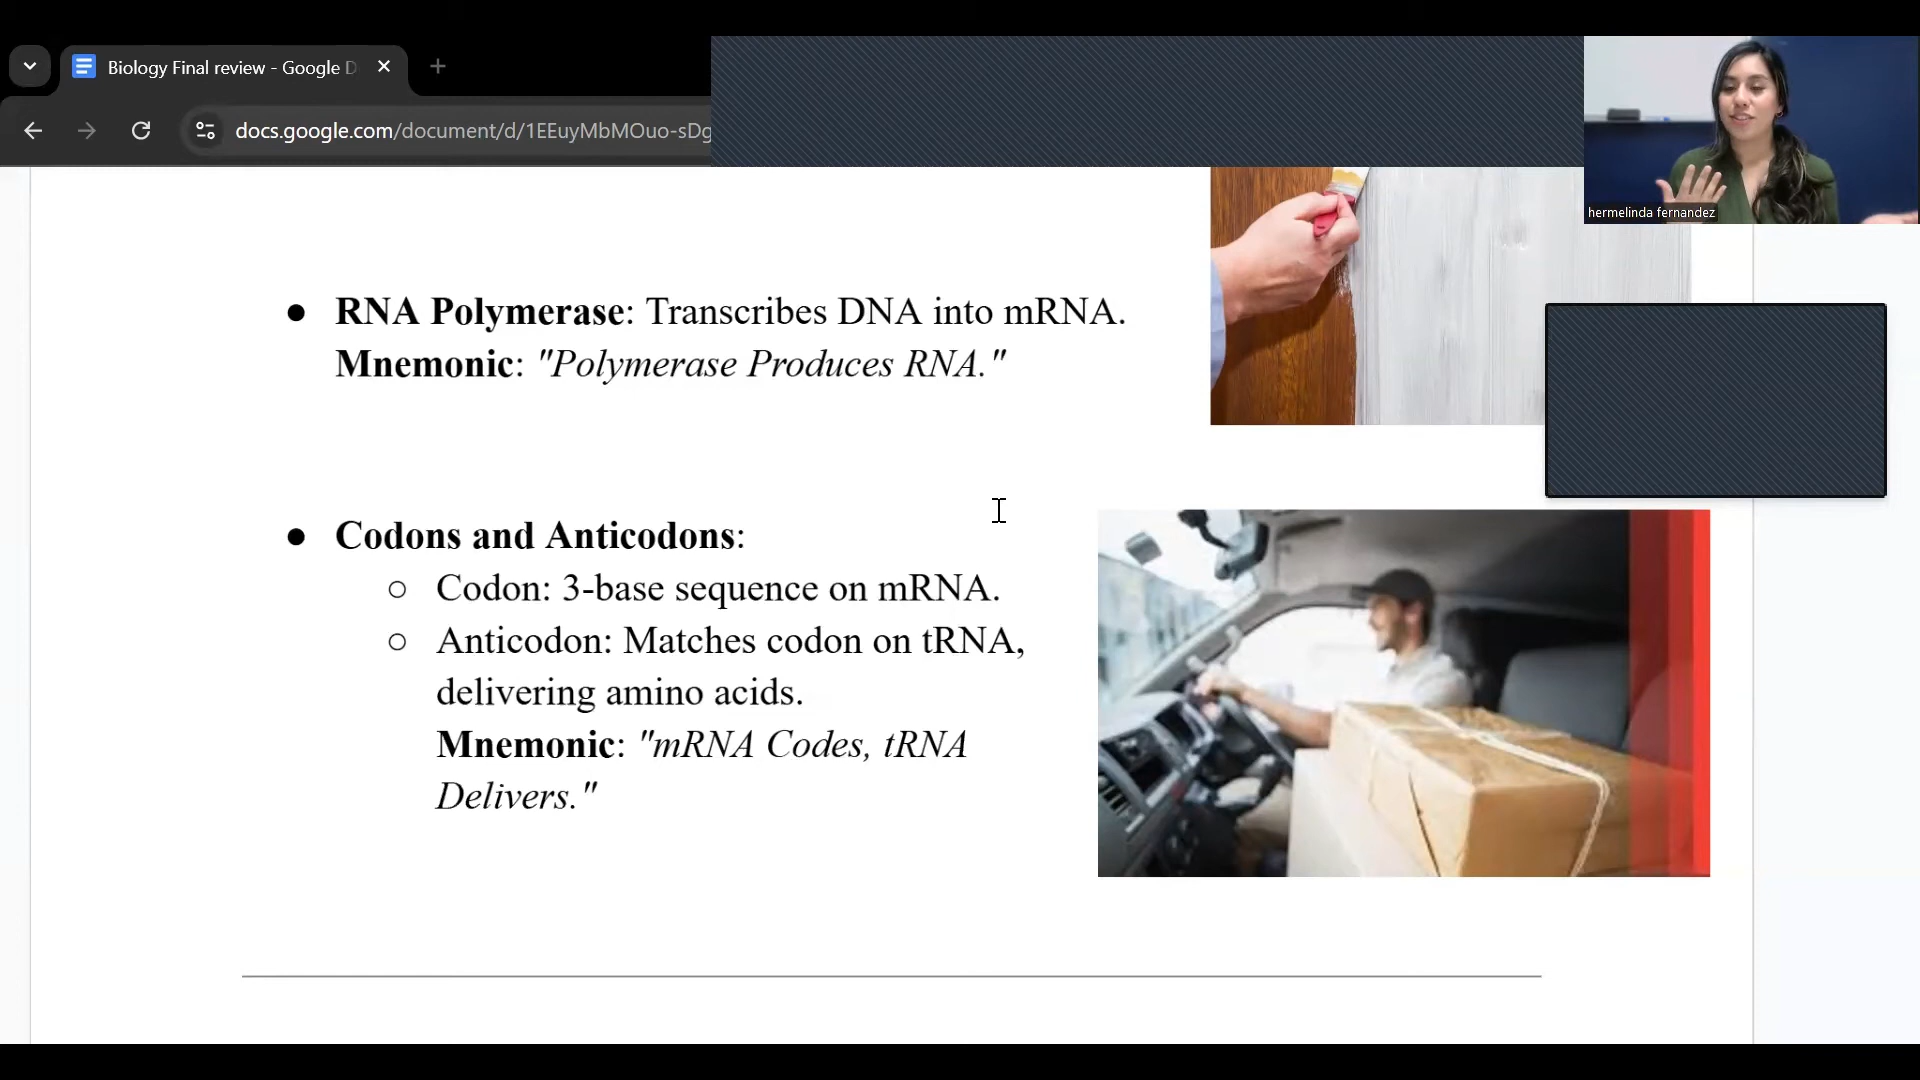 Biology Final review - Google D
docs.google.com/document/d/1EEuyMbMOuo-sDg
hermelinda fernandez
● RNA Polymerase: Transcribes DNA into mRNA.
Mnemonic: "Polymerase Produces RNA."
● Codons and Anticodons:
○ Codon: 3-base sequence on mRNA.
○ Anticodon: Matches codon on tRNA,
delivering amino acids.
Mnemonic: "mRNA Codes, tRNA
Delivers."